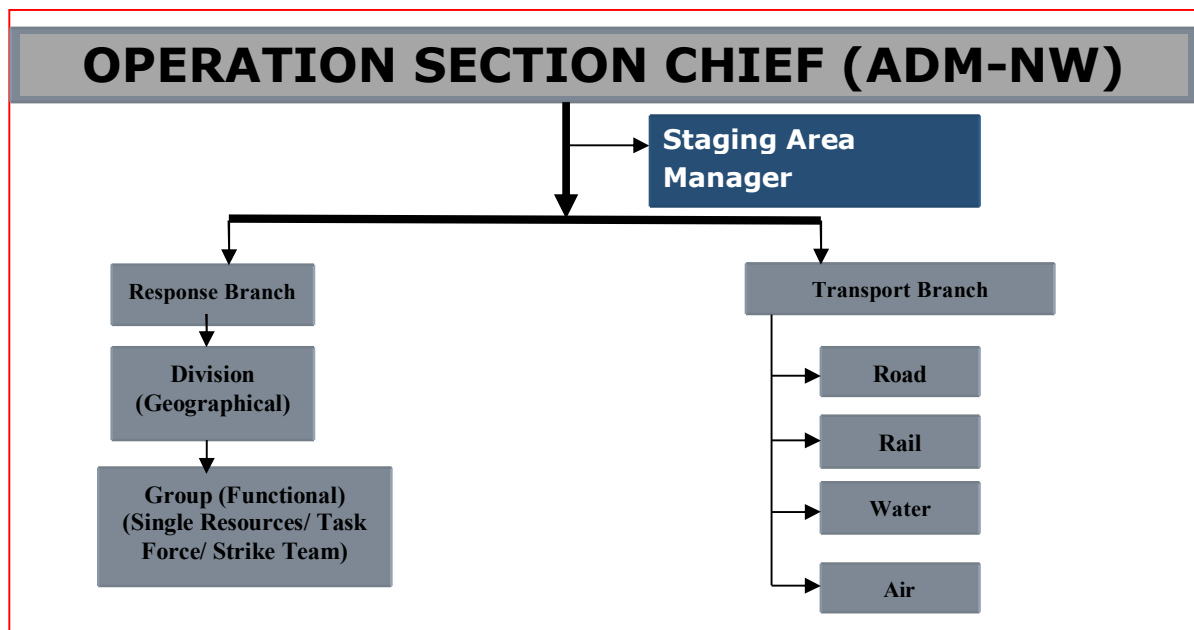 OPERATION SECTION CHIEF (ADM-NW)
Staging Area
Manager
Response Branch
Transport Branch
Division
(Geographical)
Road
Rail
Group (Functional)
(Single Resources/ Task
Force/ Strike Team)
Water
Air